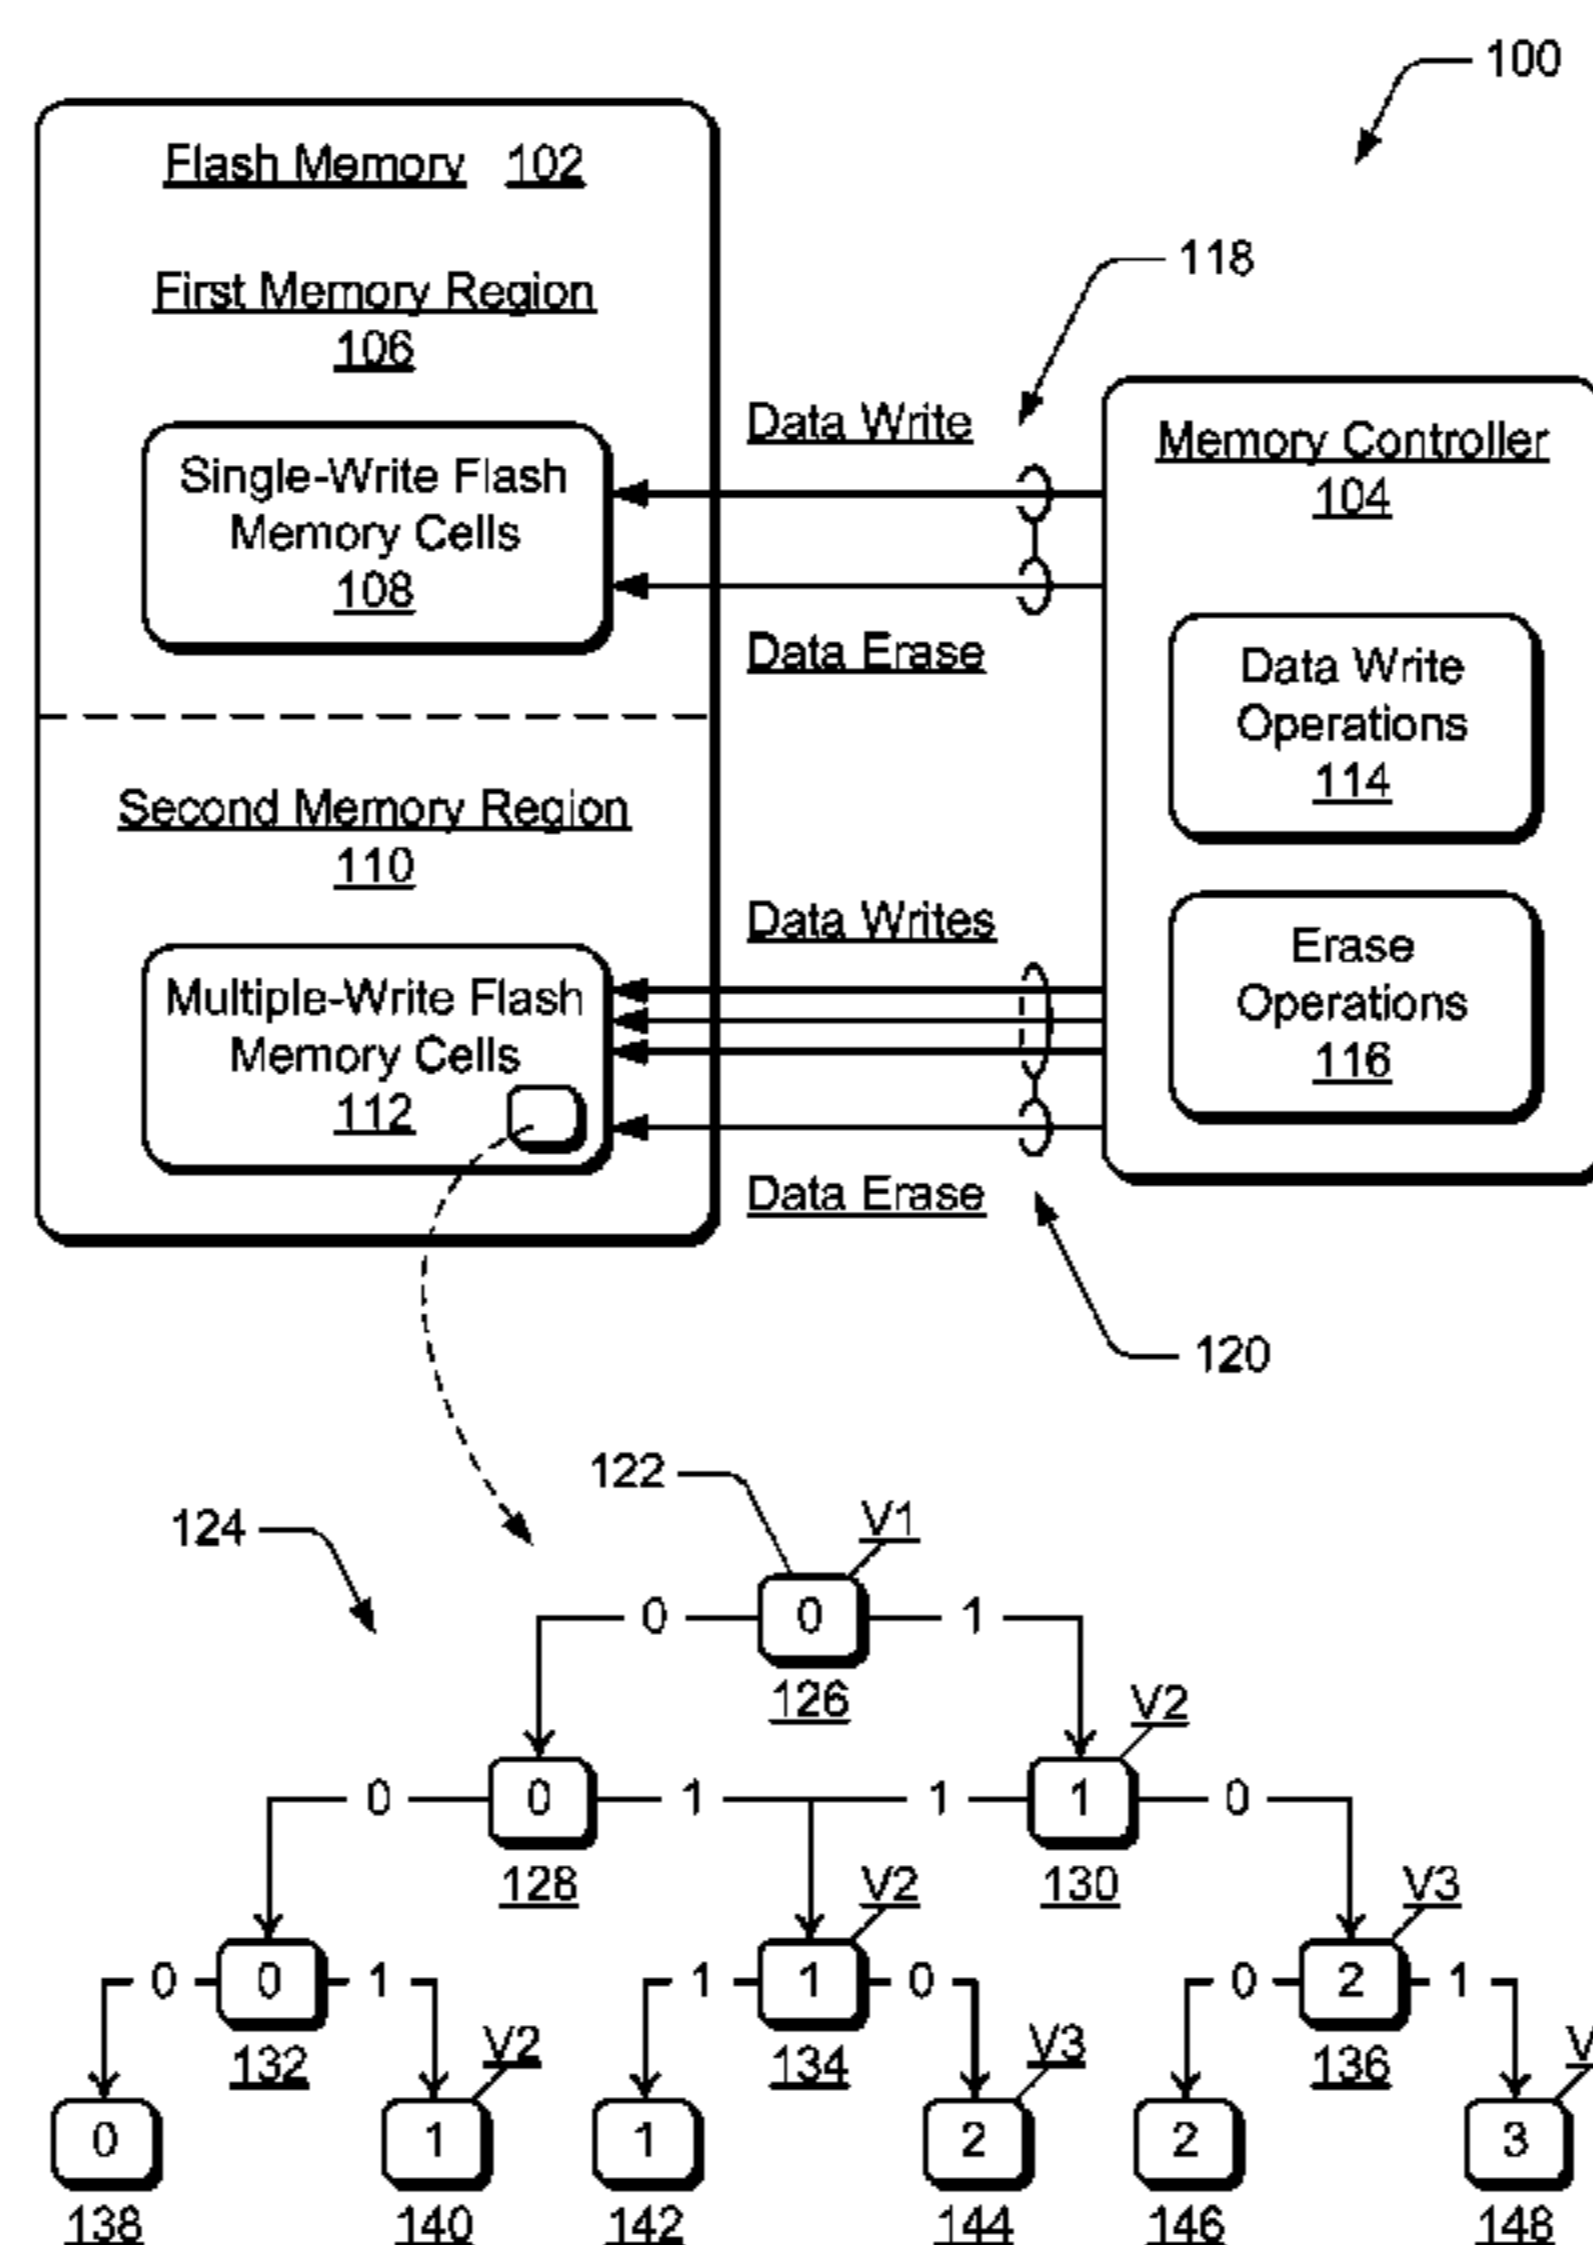 100
Flash Memory 102
118
First Memory Region
106
Data Write
Memory Controller
104
Single-Write Flash
Memory Cells
108
Data Erase
Data Write
Operations
114
Second Memory Region
110
Data Writes
Erase
Operations
116
Multiple-Write Flash
Memory Cells
112
Data Erase
120
122
V1
124
0 0 1
126
V2
0 0 1 1 1 0
128 V2 130 V3
0 0 1 1 1 0 0 2 1
132 V2 134 V3 136 V
0 1 1 2 2 3
138 140 142 144 146 148